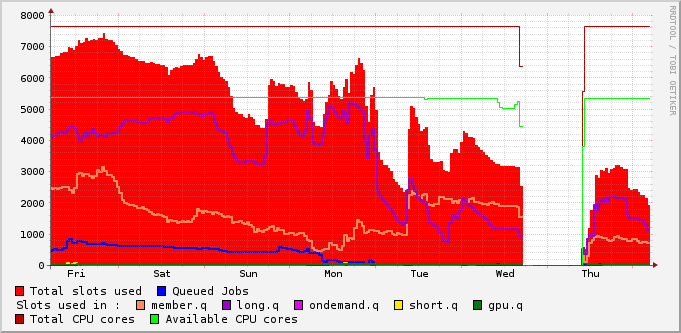 RRDTOOL / TOBI OETIKER
8000
7000
6000
5000
4000
3000
2000
1000
0
Fri Sat Sun Mon Tue Wed Thu
Total slots used Queued Jobs
Slots used in : member.q long.q ondemand.q short.q gpu.q
Total CPU cores Available CPU cores